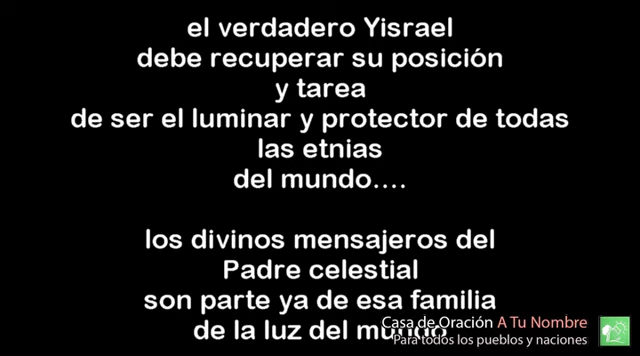 el verdadero Yisrael
debe recuperar su posición
y tarea
de ser el luminar y protector de todas
las etnias
del mundo....
los divinos mensajeros del
Padre celestial
son parte ya de esa familia
de la luz del mundo
Casa de Oración A Tu Nombre
Para todos los pueblos y naciones